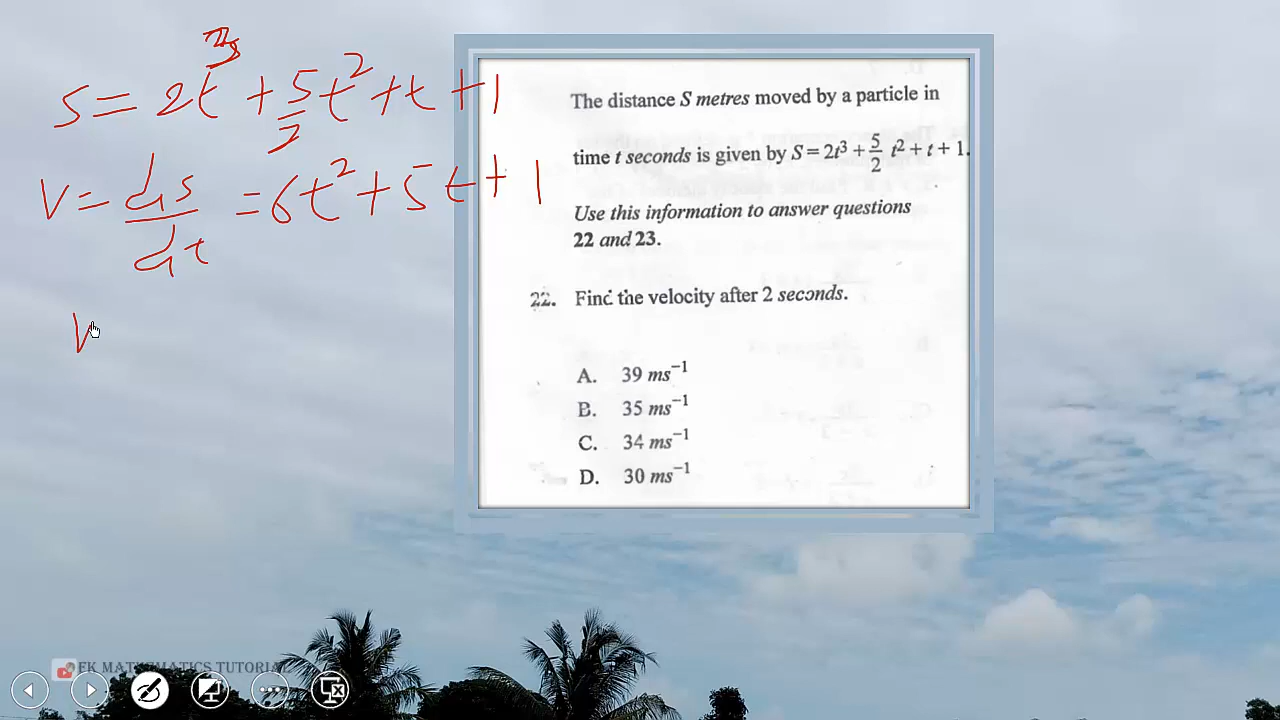 S = 2t³ + 5/2 t² + t + 1
V = ds/dt = 6t² + 5t + 1
V
The distance S metres moved by a particle in
time t seconds is given by S = 2t³ + 5/2 t² + t + 1.
Use this information to answer questions
22 and 23.
22. Find the velocity after 2 seconds.
A. 39 ms⁻¹
B. 35 ms⁻¹
C. 34 ms⁻¹
D. 30 ms⁻¹
EK MATHEMATICS TUTORIAL